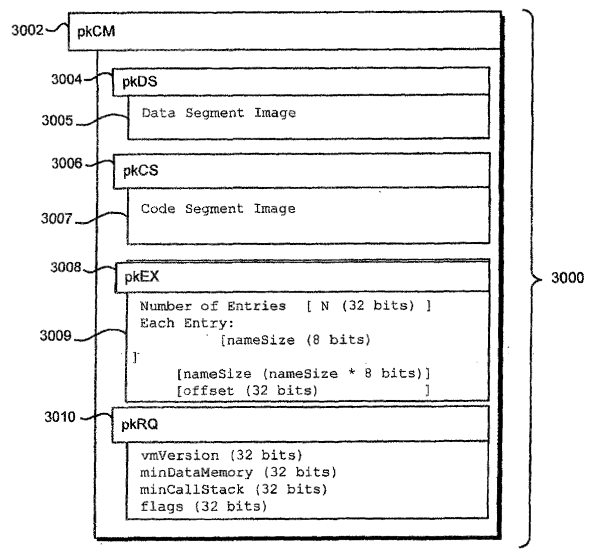 3002 pkCM
3004 pkDS
3005 Data Segment Image
3006 pkCS
3007 Code Segment Image
3008 pkEX
Number of Entries [ N (32 bits) ]
3000
Each Entry:
3009 [nameSize (8 bits)
]
[nameSize (nameSize * 8 bits)]
[offset (32 bits) ]
3010 pkRQ
vmVersion (32 bits)
minDataMemory (32 bits)
minCallStack (32 bits)
flags (32 bits)